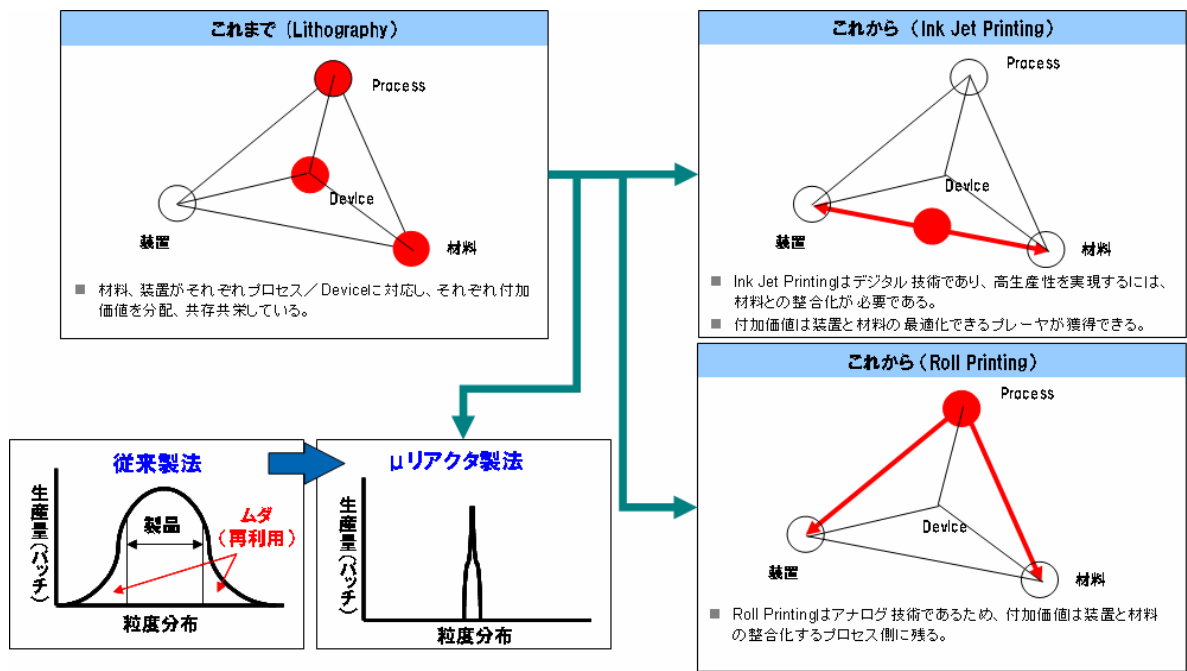 これまで (Lithography)
Process
Device
装置
材料
■ 材料、装置がそれぞれプロセス/Deviceに対応し、それぞれ付加
価値を分配、共存共栄している。
これから (Ink Jet Printing)
Process
Device
装置
材料
■ Ink Jet Printingはデジタル技術であり、高生産性を実現するには、
材料との整合化が必要である。
■ 付加価値は装置と材料の最適化できるプレーヤが獲得できる。
これから (Roll Printing)
Process
Device
装置
材料
■ Roll Printingはアナログ技術であるため、付加価値は装置と材料
の整合化するプロセス側に残る。
従来製法
生産量(バッチ)
製品
ムダ
(再利用)
粒度分布
μリアクタ製法
生産量(バッチ)
粒度分布